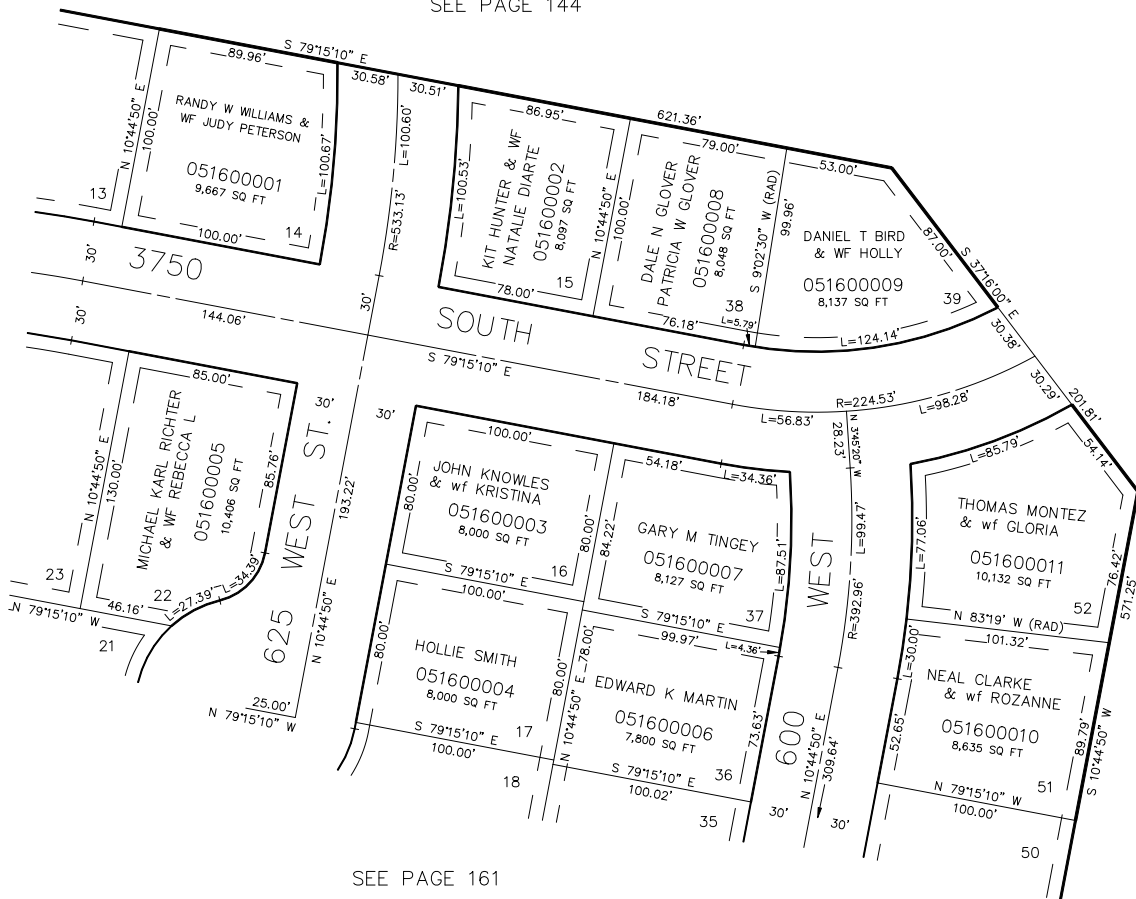 SEE PAGE 144
S 79°15'10" E
89.96'
30.58'
30.51'
621.36'
86.95'
79.00'
53.00'
N 10°44'50" E
100.00'
RANDY W WILLIAMS &
WF JUDY PETERSON
051600001
9,667 SQ FT
L=100.67'
13
14
100.00'
L=100.60'
R=533.13'
L=100.53'
KIT HUNTER & WF
NATALIE DIARTE
051600002
8,097 SQ FT
15
78.00'
N 10°44'50" E
100.00'
DALE N GLOVER
PATRICIA W GLOVER
051600008
8,048 SQ FT
38
76.18'
L=5.79'
S 9°02'30" W (RAD)
99.96'
DANIEL T BIRD
& WF HOLLY
051600009
8,137 SQ FT
39
87.00'
S 37°16'00" E
L=124.14'
30.38'
30.29'
201.81'
30'
3750
30'
144.06'
30'
SOUTH
STREET
S 79°15'10" E
184.18'
L=56.83'
R=224.53'
L=98.28'
30'
85.00'
30'
30'
N 10°44'50" E
130.00'
MICHAEL KARL RICHTER
& WF REBECCA L
051600005
10,406 SQ FT
85.76'
L=34.39'
L=27.39'
46.16'
22
23
N 79°15'10" W
21
625 WEST ST.
193.22'
N 10°44'50" E
25.00'
N 79°15'10" W
100.00'
80.00'
JOHN KNOWLES
& wf KRISTINA
051600003
8,000 SQ FT
16
80.00'
S 79°15'10" E
100.00'
80.00'
HOLLIE SMITH
051600004
8,000 SQ FT
17
80.00'
S 79°15'10" E
100.00'
18
54.18'
L=34.36'
84.22'
GARY M TINGEY
051600007
8,127 SQ FT
L=87.51'
37
S 79°15'10" E
99.97'
L=4.36'
N 10°44'50" E
78.00'
EDWARD K MARTIN
051600006
7,800 SQ FT
36
73.63'
S 79°15'10" E
100.02'
35
N 3°45'20" W
28.23'
L=99.47'
R=392.96'
600 WEST
N 10°44'50" E
309.64'
30'
30'
L=85.79'
54.14'
THOMAS MONTEZ
& wf GLORIA
051600011
10,132 SQ FT
L=77.06'
76.42'
571.25'
52
N 83°19' W (RAD)
101.32'
L=30.00'
NEAL CLARKE
& wf ROZANNE
051600010
8,635 SQ FT
52.65'
89.79'
S 10°44'50" W
51
N 79°15'10" W
100.00'
50
SEE PAGE 161